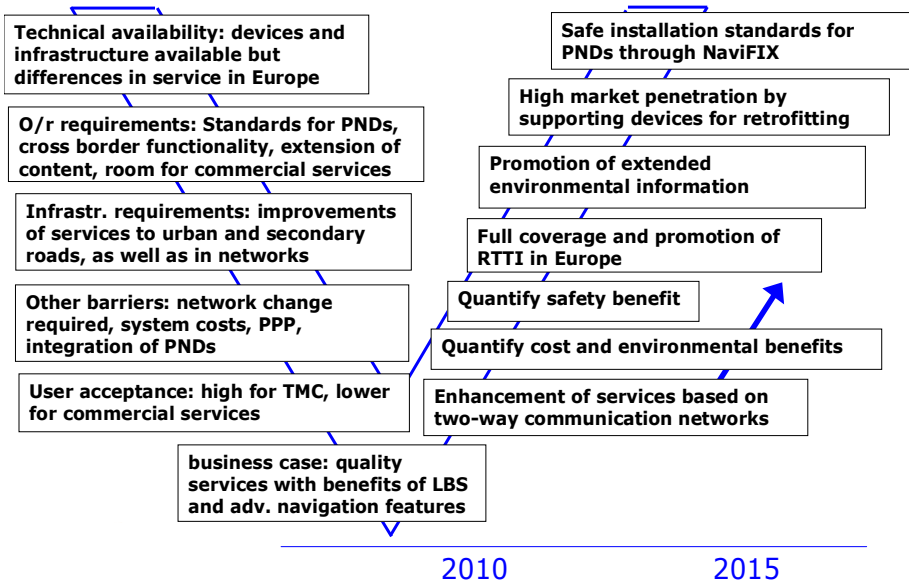 Technical availability: devices and
infrastructure available but
differences in service in Europe
O/r requirements: Standards for PNDs,
cross border functionality, extension of
content, room for commercial services
Infrastr. requirements: improvements
of services to urban and secondary
roads, as well as in networks
Other barriers: network change
required, system costs, PPP,
integration of PNDs
User acceptance: high for TMC, lower
for commercial services
business case: quality
services with benefits of LBS
and adv. navigation features
Safe installation standards for
PNDs through NaviFIX
High market penetration by
supporting devices for retrofitting
Promotion of extended
environmental information
Full coverage and promotion of
RTTI in Europe
Quantify safety benefit
Quantify cost and environmental benefits
Enhancement of services based on
two-way communication networks
2010
2015